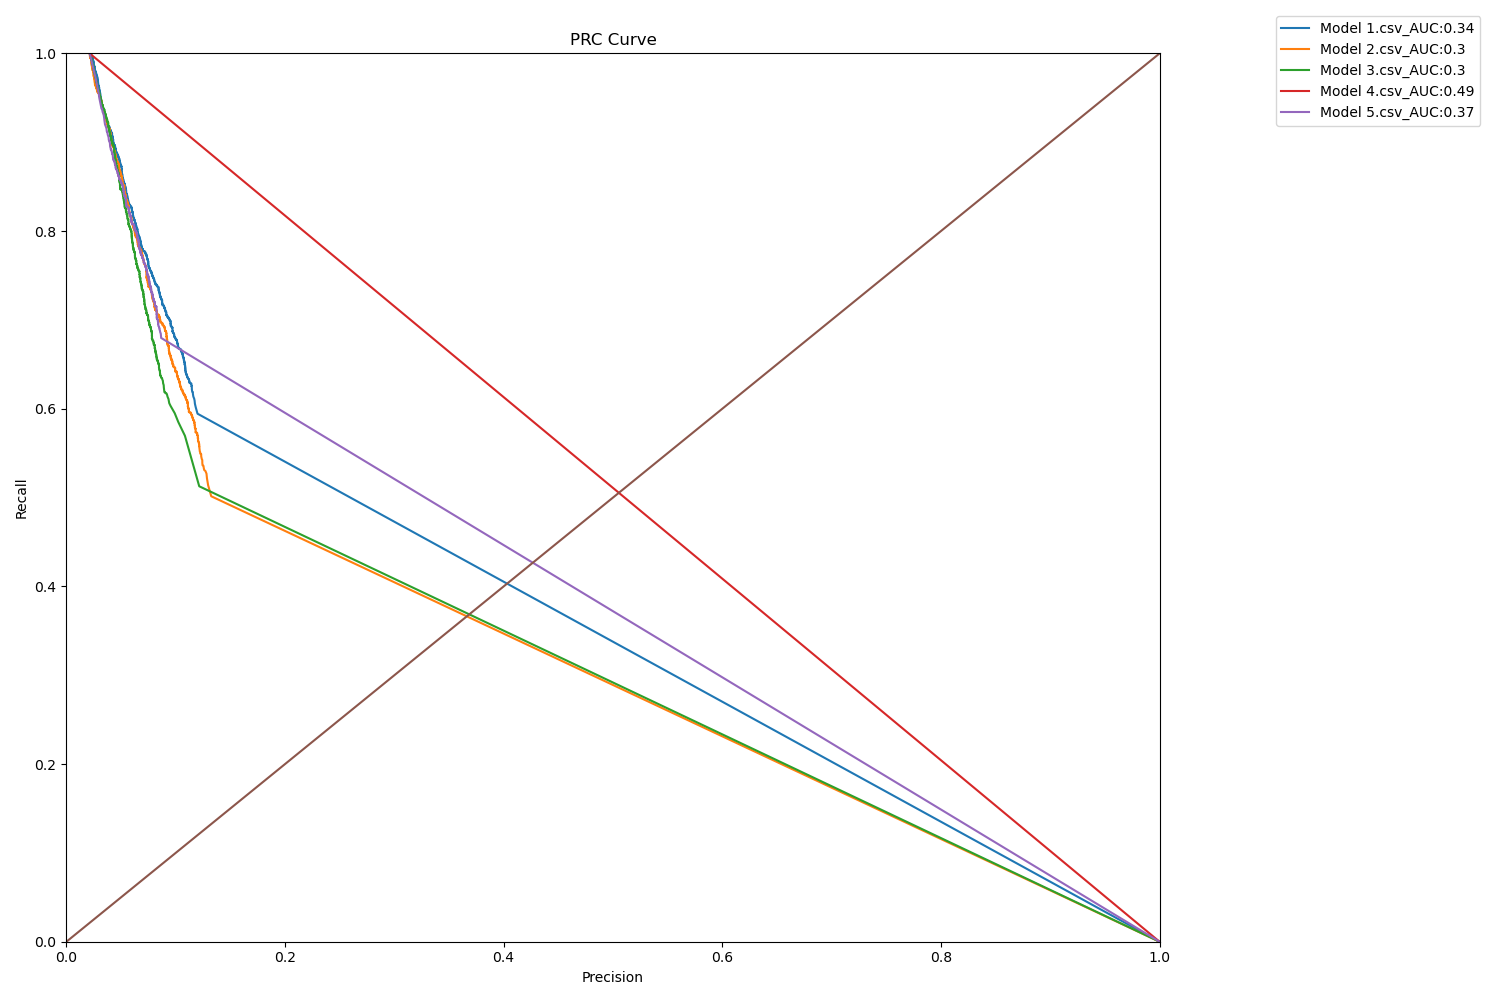 PRC Curve
Model 1.csv_AUC:0.34
Model 2.csv_AUC:0.3
Model 3.csv_AUC:0.3
Model 4.csv_AUC:0.49
Model 5.csv_AUC:0.37
1.0
0.8
0.6
0.4
0.2
0.0
Recall
0.0 0.2 0.4 0.6 0.8 1.0
Precision